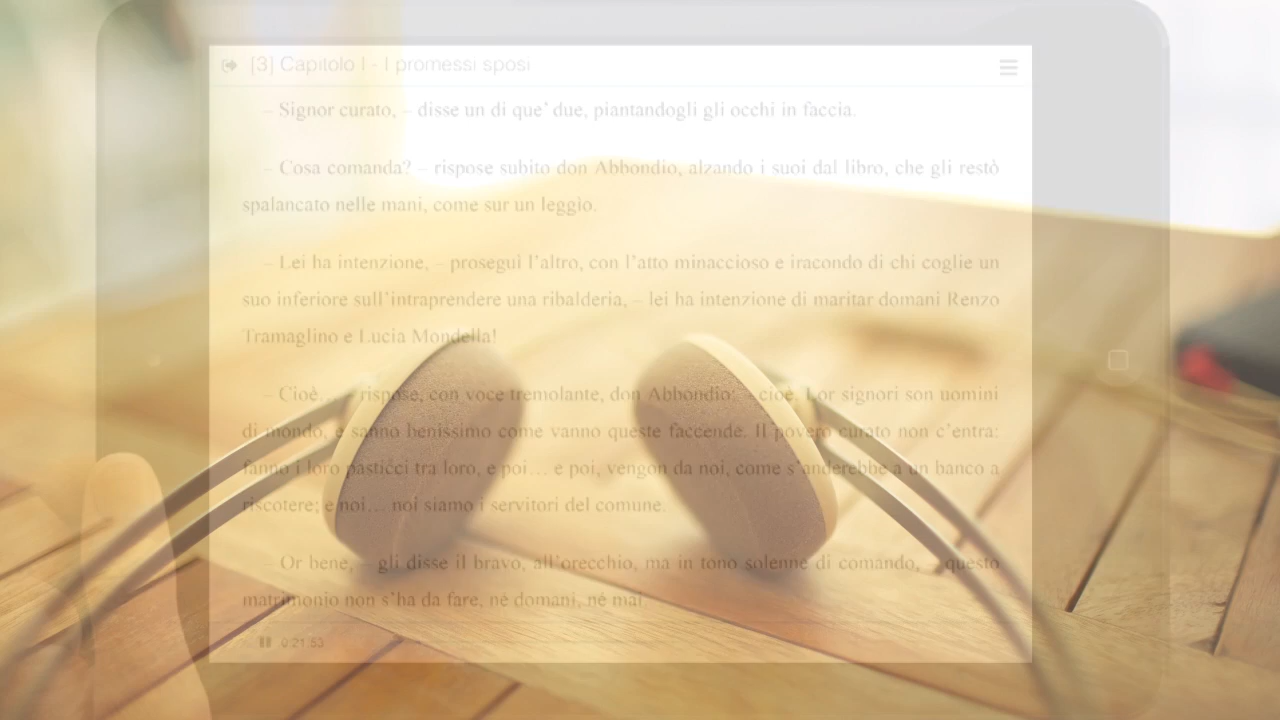 [3] Capitolo I - I promessi sposi
– Signor curato, – disse un di que' due, piantandogli gli occhi in faccia.
– Cosa comanda? – rispose subito don Abbondio, alzando i suoi dal libro, che gli restò
spalancato nelle mani, come sur un leggìo.
– Lei ha intenzione, – proseguì l'altro, con l'atto minaccioso e iracondo di chi coglie un
suo inferiore sull'intraprendere una ribalderia, – lei ha intenzione di maritar domani Renzo
Tramaglino e Lucia Mondella!
– Cioè... – rispose, con voce tremolante, don Abbondio: – cioè. Lor signori son uomini
di mondo, e sanno benissimo come vanno queste faccende. Il povero curato non c'entra:
fanno i loro pasticci tra loro, e poi... e poi, vengon da noi, come s'anderebbe a un banco a
riscotere; e noi... noi siamo i servitori del comune.
– Or bene, – gli disse il bravo, all'orecchio, ma in tono solenne di comando, – questo
matrimonio non s'ha da fare, né domani, né mai.
0:21:53